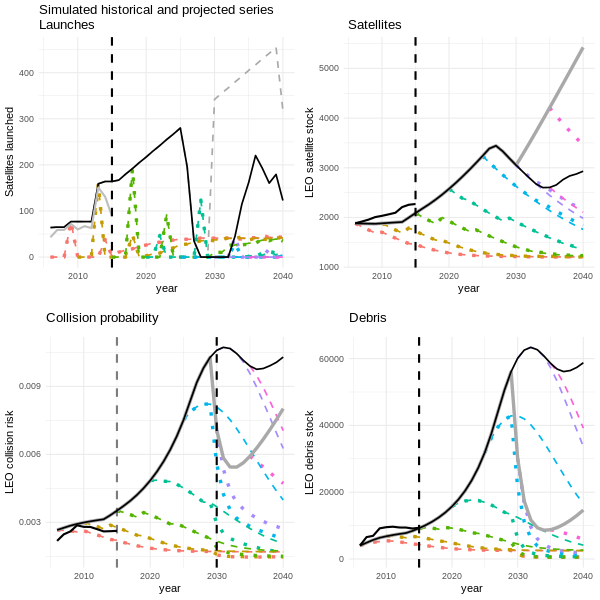 Simulated historical and projected series
Launches
Satellites launched
400
300
200
100
0
2010
2020
2030
2040
year
Satellites
LEO satellite stock
5000
4000
3000
2000
1000
2010
2020
2030
2040
year
Collision probability
LEO collision risk
0.009
0.006
0.003
2010
2020
2030
2040
year
Debris
LEO debris stock
60000
40000
20000
0
2010
2020
2030
2040
year